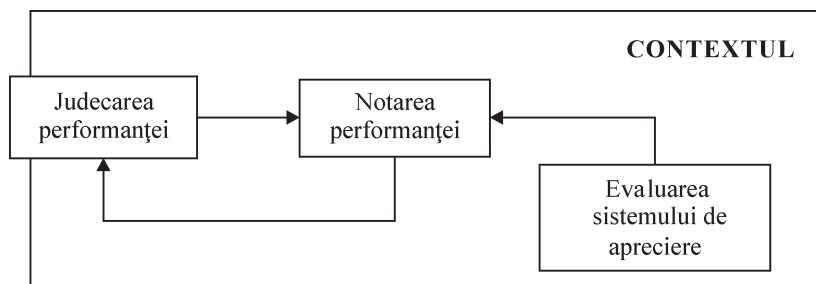 CONTEXTUL
Judecarea
performanţei
Notarea
performanţei
Evaluarea
sistemului de
apreciere